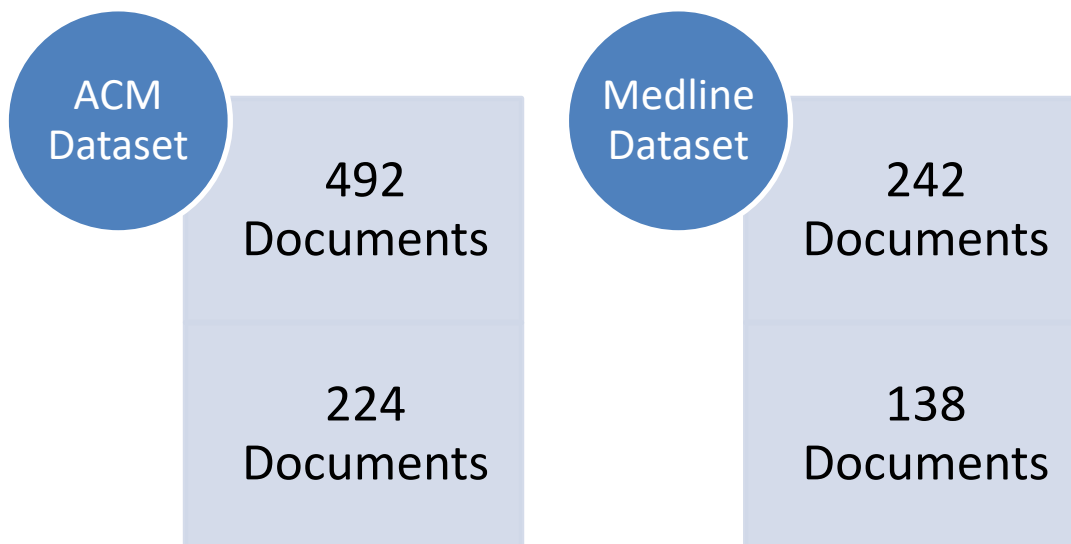 ACM
Dataset
492
Documents
224
Documents
Medline
Dataset
242
Documents
138
Documents